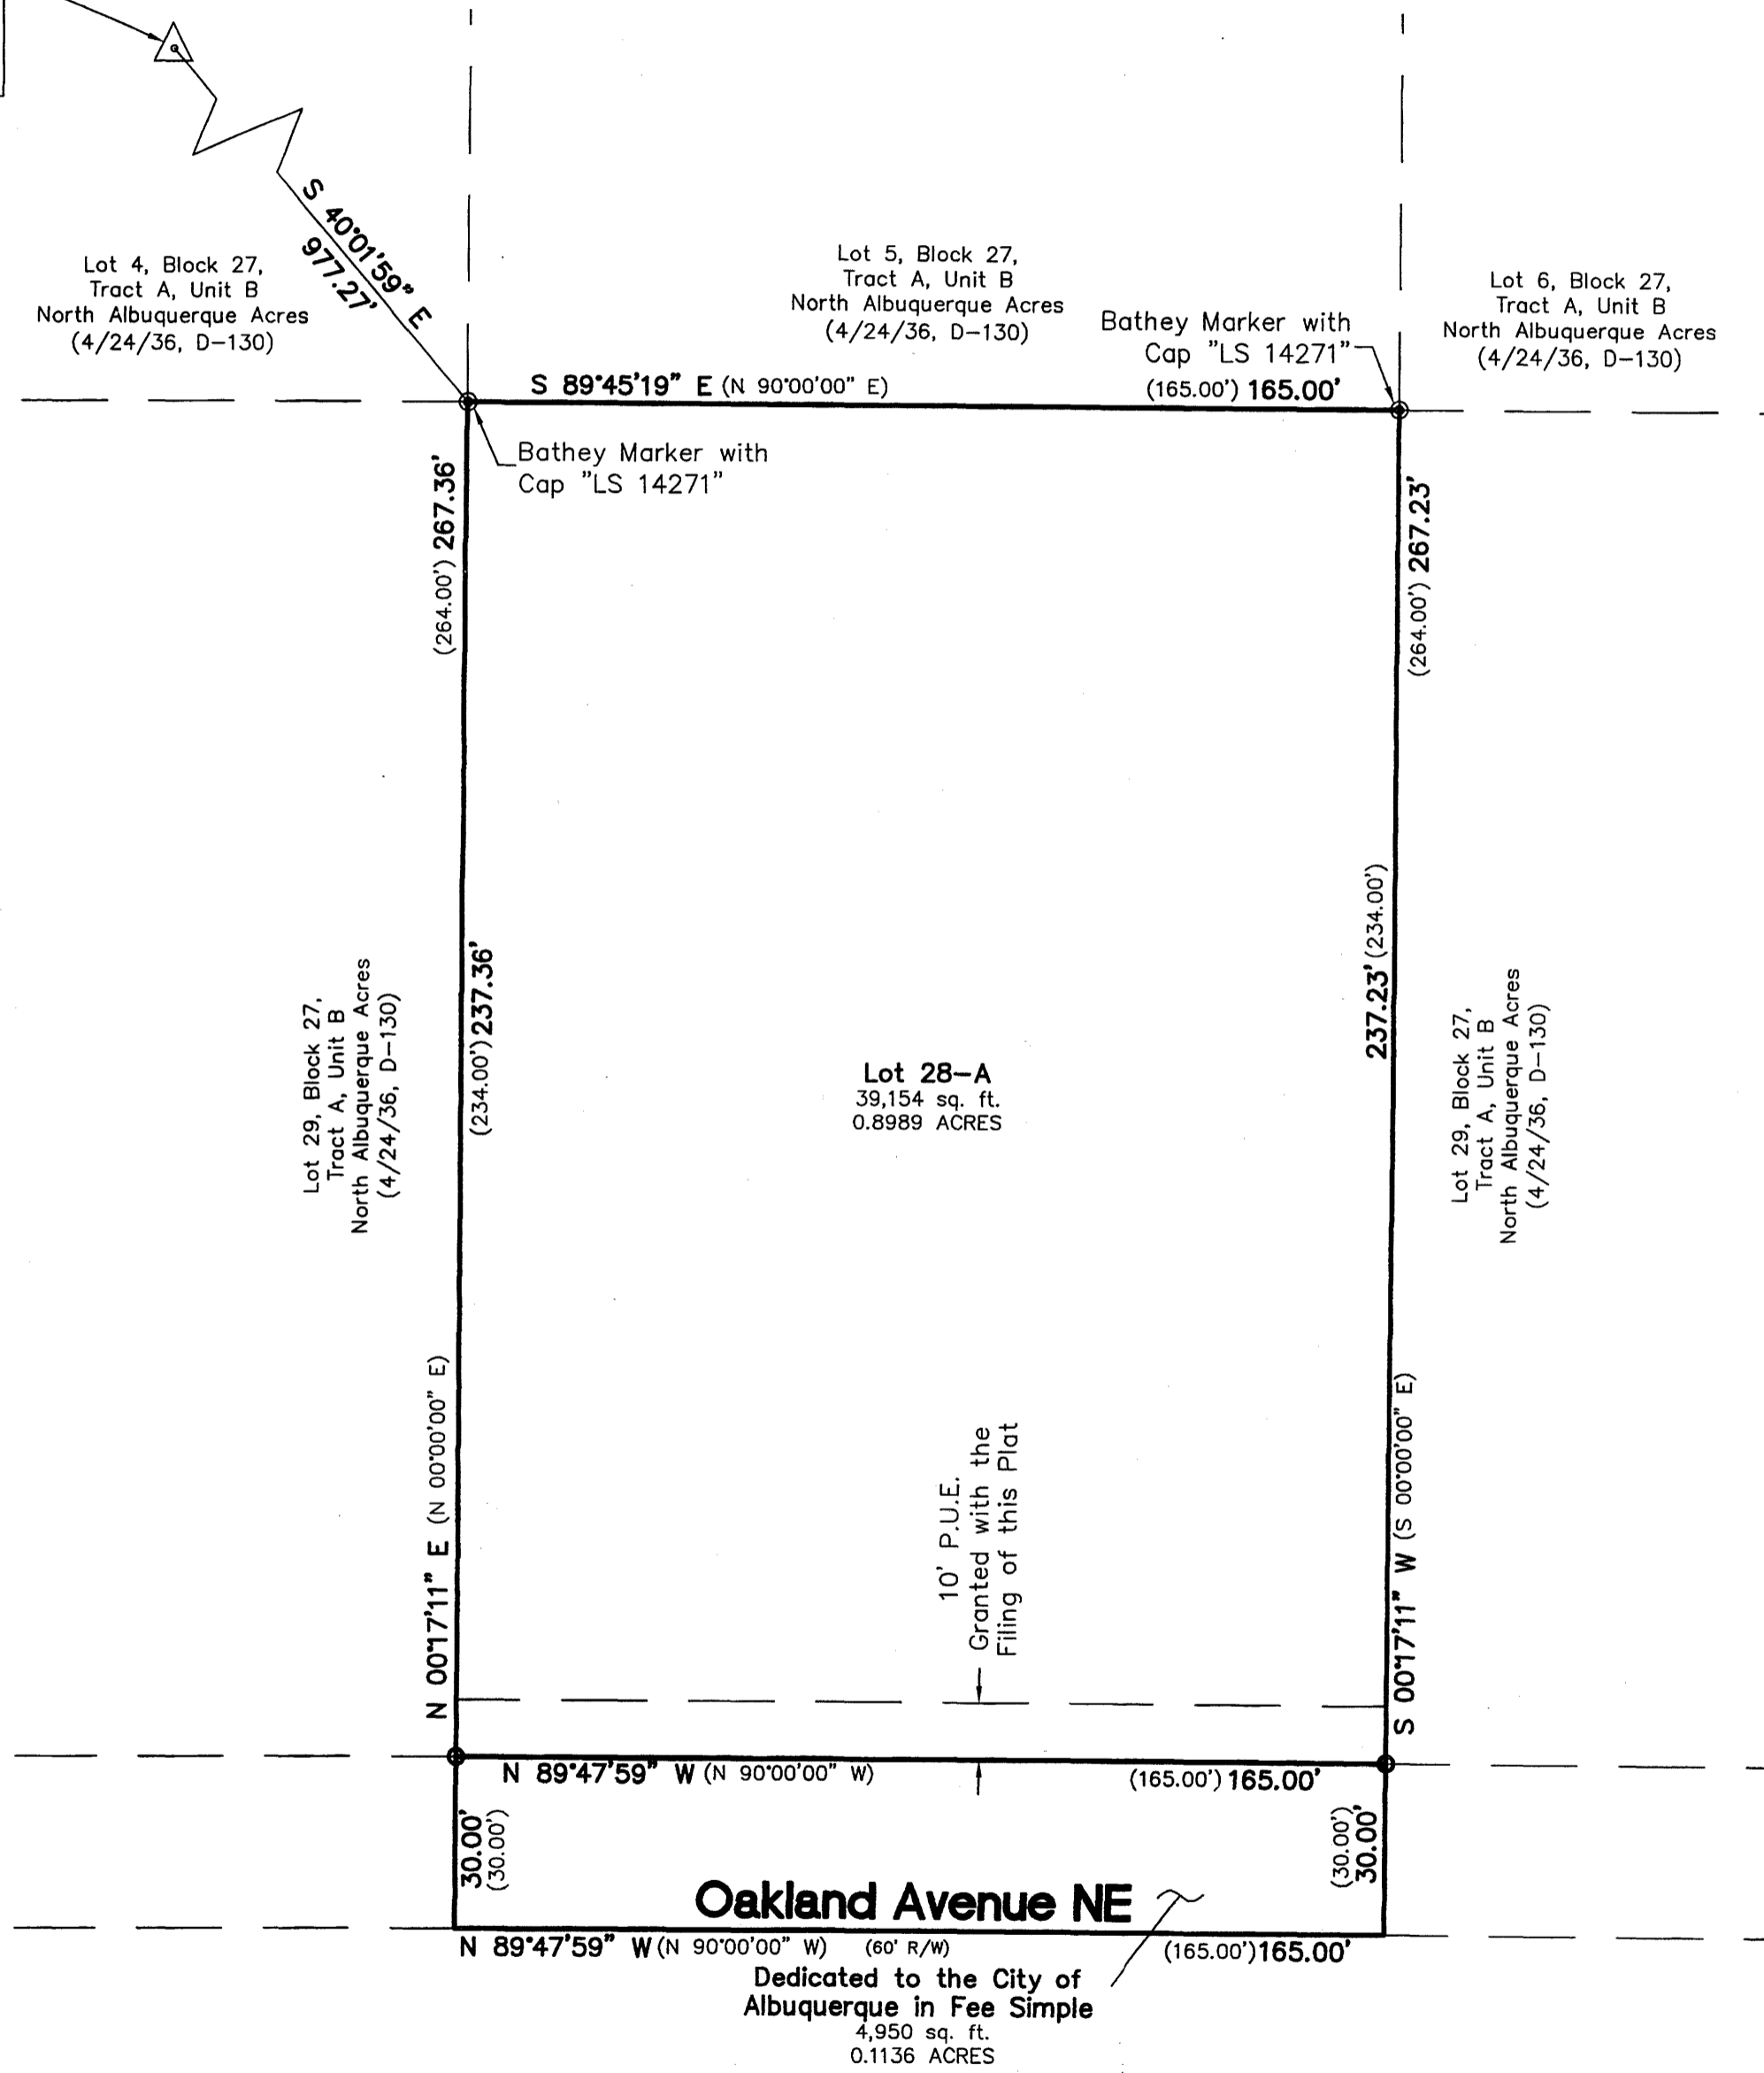 S 40°01'59" E
977.27'
Lot 4, Block 27,
Tract A, Unit B
North Albuquerque Acres
(4/24/36, D-130)
Lot 5, Block 27,
Tract A, Unit B
North Albuquerque Acres
(4/24/36, D-130)
Lot 6, Block 27,
Tract A, Unit B
North Albuquerque Acres
(4/24/36, D-130)
Bathey Marker with
Cap "LS 14271"
S 89°45'19" E (N 90°00'00" E)
(165.00') 165.00'
Bathey Marker with
Cap "LS 14271"
(264.00') 267.36'
(264.00') 267.23'
(234.00') 237.36'
237.23' (234.00')
Lot 29, Block 27,
Tract A, Unit B
North Albuquerque Acres
(4/24/36, D-130)
Lot 28-A
39,154 sq. ft.
0.8989 ACRES
Lot 29, Block 27,
Tract A, Unit B
North Albuquerque Acres
(4/24/36, D-130)
N 00°17'11" E (N 00°00'00" E)
10' P.U.E.
Granted with the
Filing of this Plat
S 00°17'11" W (S 00°00'00" E)
N 89°47'59" W (N 90°00'00" W)
(165.00') 165.00'
30.00'
(30.00')
(30.00')
30.00'
Oakland Avenue NE
N 89°47'59" W (N 90°00'00" W)
(60' R/W)
(165.00') 165.00'
Dedicated to the City of
Albuquerque in Fee Simple
4,950 sq. ft.
0.1136 ACRES